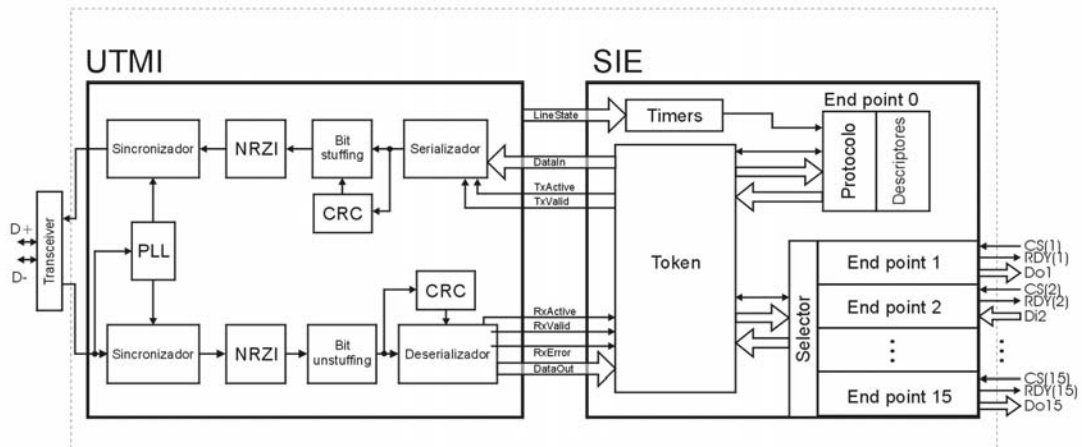 UTMI
SIE
Sincronizador
NRZI
Bit
stuffing
Serializador
CRC
PLL
D+
D-
Transceiver
Sincronizador
NRZI
Bit
unstuffing
CRC
Deserializador
LineState
DataIn
TxActive
TxValid
RxActive
RxValid
RxError
DataOut
Timers
Token
End point 0
Protocolo
Descriptores
Selector
End point 1
End point 2
End point 15
CS(1)
RDY(1)
Do1
CS(2)
RDY(2)
Di2
CS(15)
RDY(15)
Do15